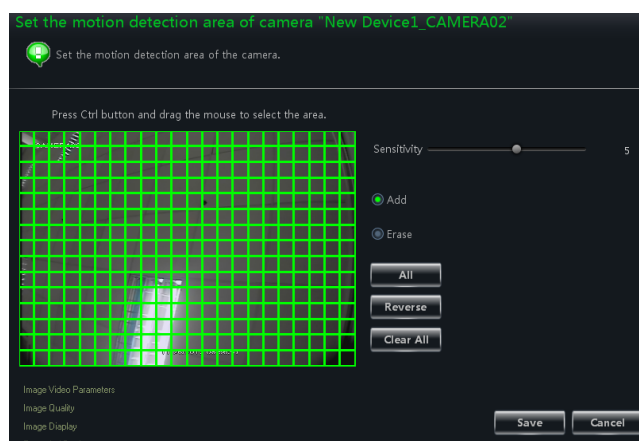 Set the motion detection area of camera "New Device1_CAMERA02"
Set the motion detection area of the camera.
Press Ctrl button and drag the mouse to select the area.
Sensitivity 5
Add
Erase
All
Reverse
Clear All
Image Video Parameters
Image Quality
Image Display
Save Cancel